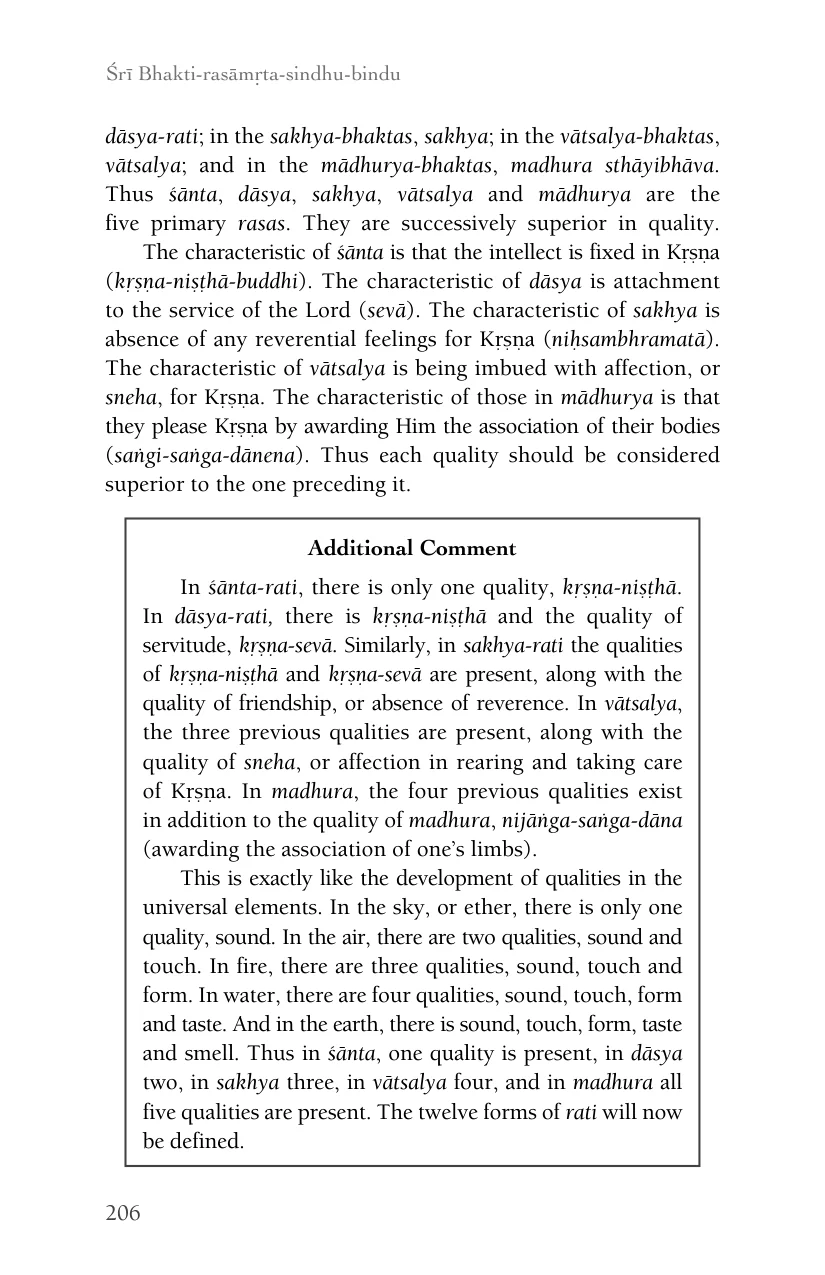 Śrī Bhakti-rasāmṛta-sindhu-bindu
dāsya-rati; in the sakhya-bhaktas, sakhya; in the vātsalya-bhaktas,
vātsalya; and in the mādhurya-bhaktas, madhura sthāyibhāva.
Thus śānta, dāsya, sakhya, vātsalya and mādhurya are the
five primary rasas. They are successively superior in quality.
The characteristic of śānta is that the intellect is fixed in Kṛṣṇa
(kṛṣṇa-niṣṭhā-buddhi). The characteristic of dāsya is attachment
to the service of the Lord (sevā). The characteristic of sakhya is
absence of any reverential feelings for Kṛṣṇa (niḥsambhramatā).
The characteristic of vātsalya is being imbued with affection, or
sneha, for Kṛṣṇa. The characteristic of those in mādhurya is that
they please Kṛṣṇa by awarding Him the association of their bodies
(saṅgi-saṅga-dānena). Thus each quality should be considered
superior to the one preceding it.
Additional Comment
In śānta-rati, there is only one quality, kṛṣṇa-niṣṭhā.
In dāsya-rati, there is kṛṣṇa-niṣṭhā and the quality of
servitude, kṛṣṇa-sevā. Similarly, in sakhya-rati the qualities
of kṛṣṇa-niṣṭhā and kṛṣṇa-sevā are present, along with the
quality of friendship, or absence of reverence. In vātsalya,
the three previous qualities are present, along with the
quality of sneha, or affection in rearing and taking care
of Kṛṣṇa. In madhura, the four previous qualities exist
in addition to the quality of madhura, nijāṅga-saṅga-dāna
(awarding the association of one’s limbs).
This is exactly like the development of qualities in the
universal elements. In the sky, or ether, there is only one
quality, sound. In the air, there are two qualities, sound and
touch. In fire, there are three qualities, sound, touch and
form. In water, there are four qualities, sound, touch, form
and taste. And in the earth, there is sound, touch, form, taste
and smell. Thus in śānta, one quality is present, in dāsya
two, in sakhya three, in vātsalya four, and in madhura all
five qualities are present. The twelve forms of rati will now
be defined.
206